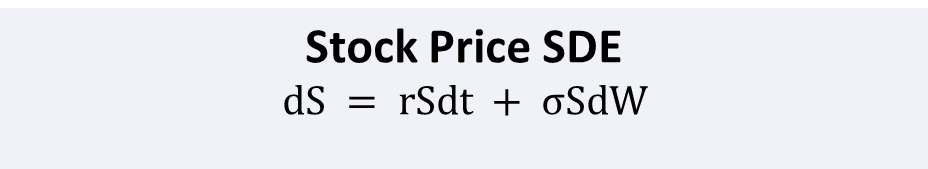 Stock Price SDE
dS = rSdt + σSdW